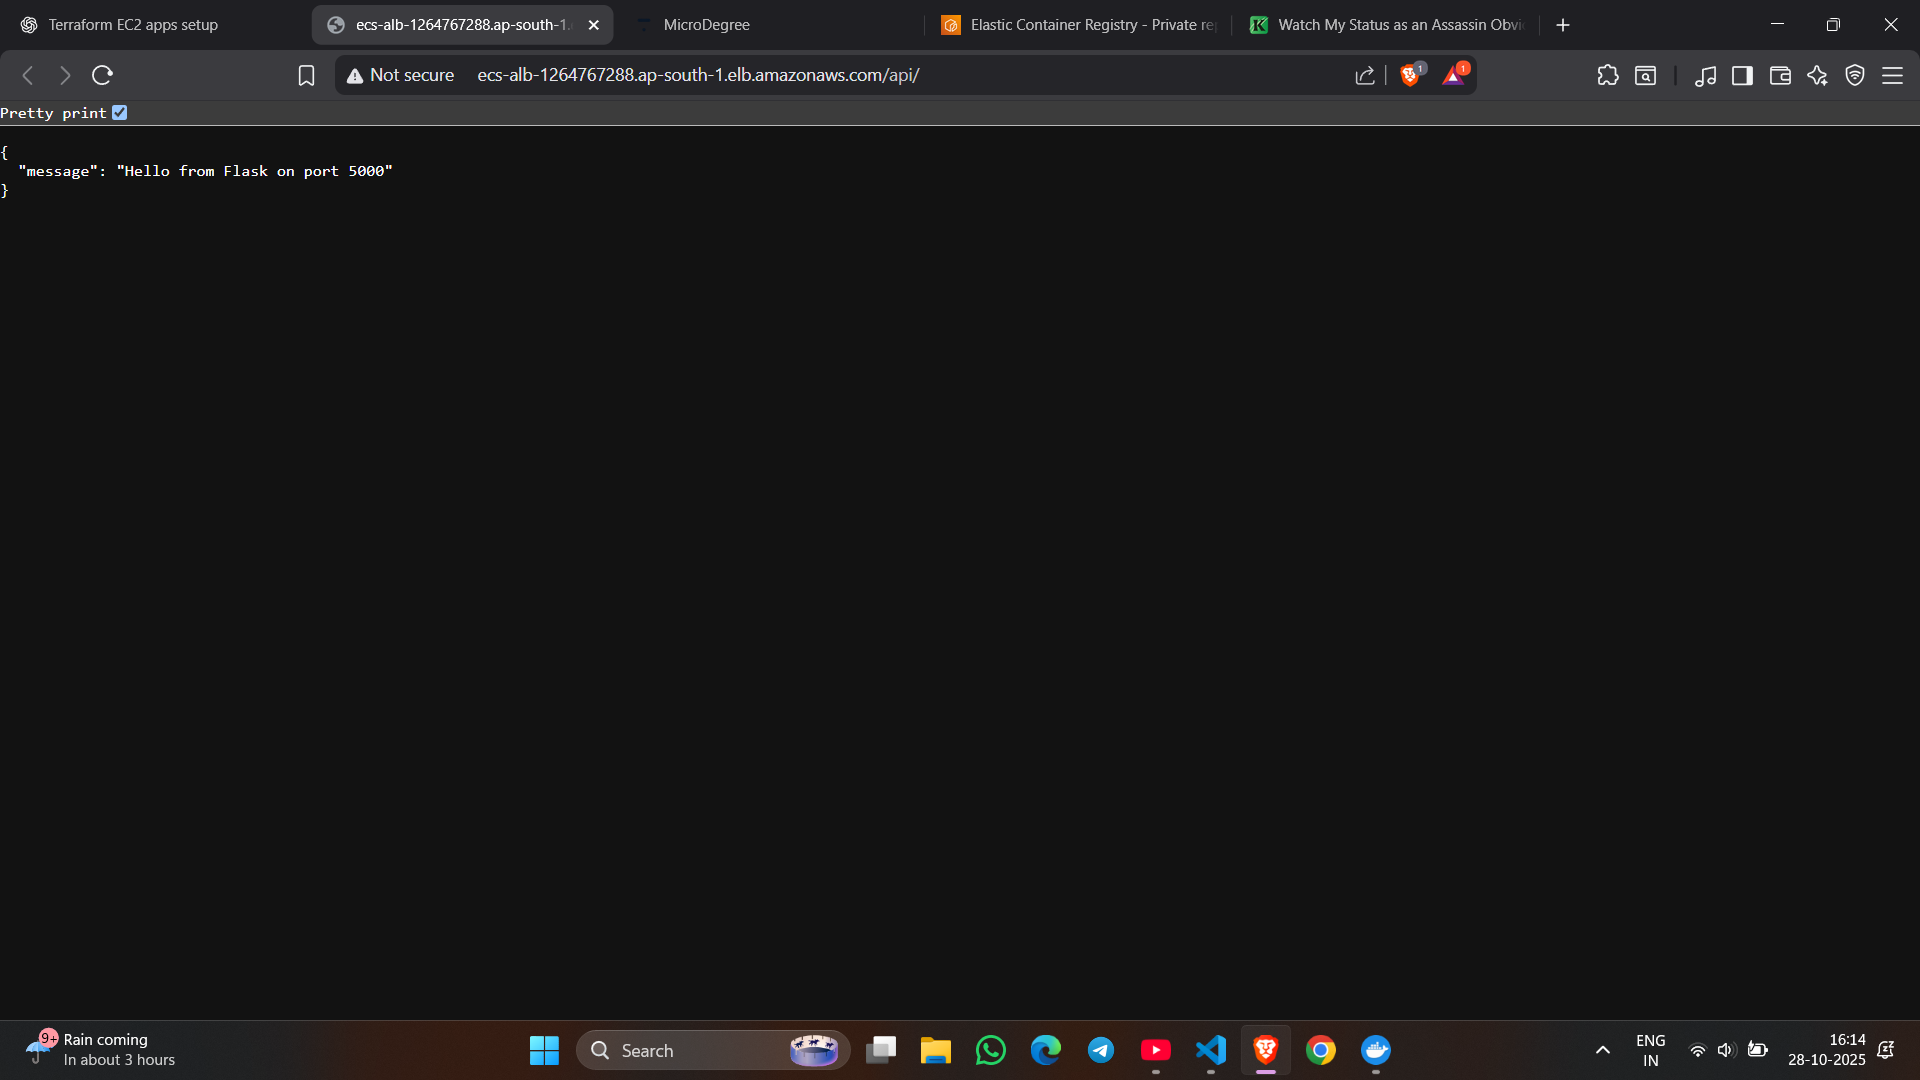 Terraform EC2 apps setup
ecs-alb-1264767288.ap-south-1.
MicroDegree
Elastic Container Registry - Private re
Watch My Status as an Assassin Obvi
Not secure ecs-alb-1264767288.ap-south-1.elb.amazonaws.com/api/
1
1
Pretty print
{
"message": "Hello from Flask on port 5000"
}
9+
Rain coming
In about 3 hours
Search
ENG
IN
16:14
28-10-2025